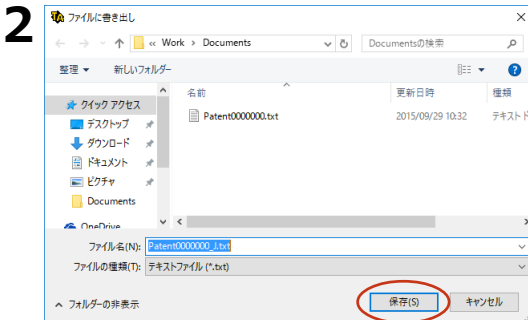 2
ファイルに書き出し
« Work › Documents
Documentsの検索
整理 ▼ 新しいフォルダー
名前 更新日時 種類
クイック アクセス
Patent0000000.txt 2015/09/29 10:32 テキスト ド
デスクトップ
ダウンロード
ドキュメント
ピクチャ
Documents
OneDrive
ファイル名(N): Patent0000000_J.txt
ファイルの種類(T): テキストファイル (*.txt)
フォルダーの非表示
保存(S) キャンセル